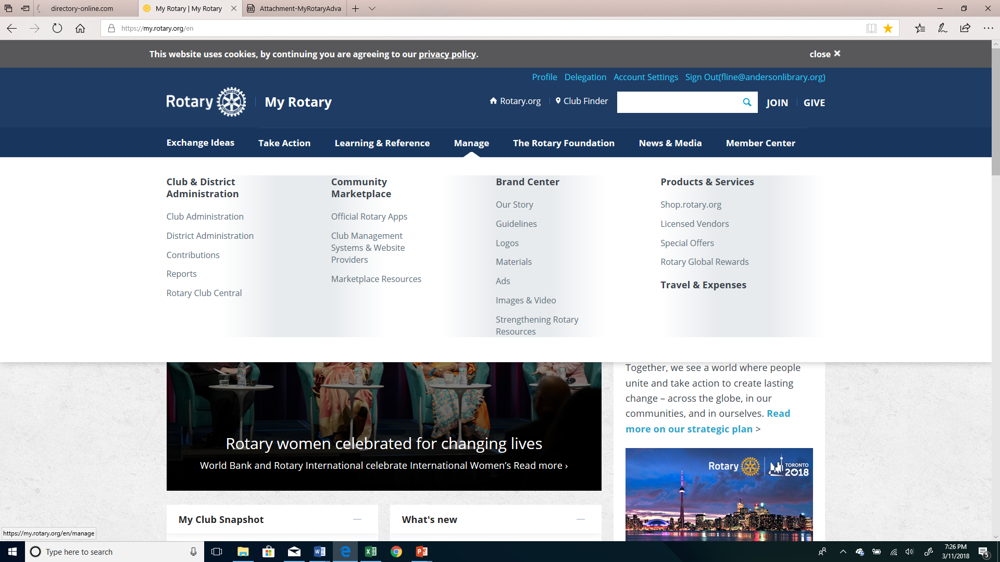 directory-online.com
My Rotary | My Rotary
Attachment-MyRotaryAdva
https://my.rotary.org/en
This website uses cookies, by continuing you are agreeing to our privacy policy.
close ×
Profile Delegation Account Settings Sign Out(fline@andersonlibrary.org)
Rotary
My Rotary
Rotary.org
Club Finder
JOIN
GIVE
Exchange Ideas
Take Action
Learning & Reference
Manage
The Rotary Foundation
News & Media
Member Center
Club & District
Administration
Club Administration
District Administration
Contributions
Reports
Rotary Club Central
Community
Marketplace
Official Rotary Apps
Club Management
Systems & Website
Providers
Marketplace Resources
Brand Center
Our Story
Guidelines
Logos
Materials
Ads
Images & Video
Strengthening Rotary
Resources
Products & Services
Shop.rotary.org
Licensed Vendors
Special Offers
Rotary Global Rewards
Travel & Expenses
Rotary women celebrated for changing lives
World Bank and Rotary International celebrate International Women’s Read more ›
Together, we see a world where people
unite and take action to create lasting
change – across the globe, in our
communities, and in ourselves. Read
more on our strategic plan >
Rotary
TORONTO
2018
My Club Snapshot
What's new
https://my.rotary.org/en/manage
Type here to search
7:26 PM
3/11/2018
5